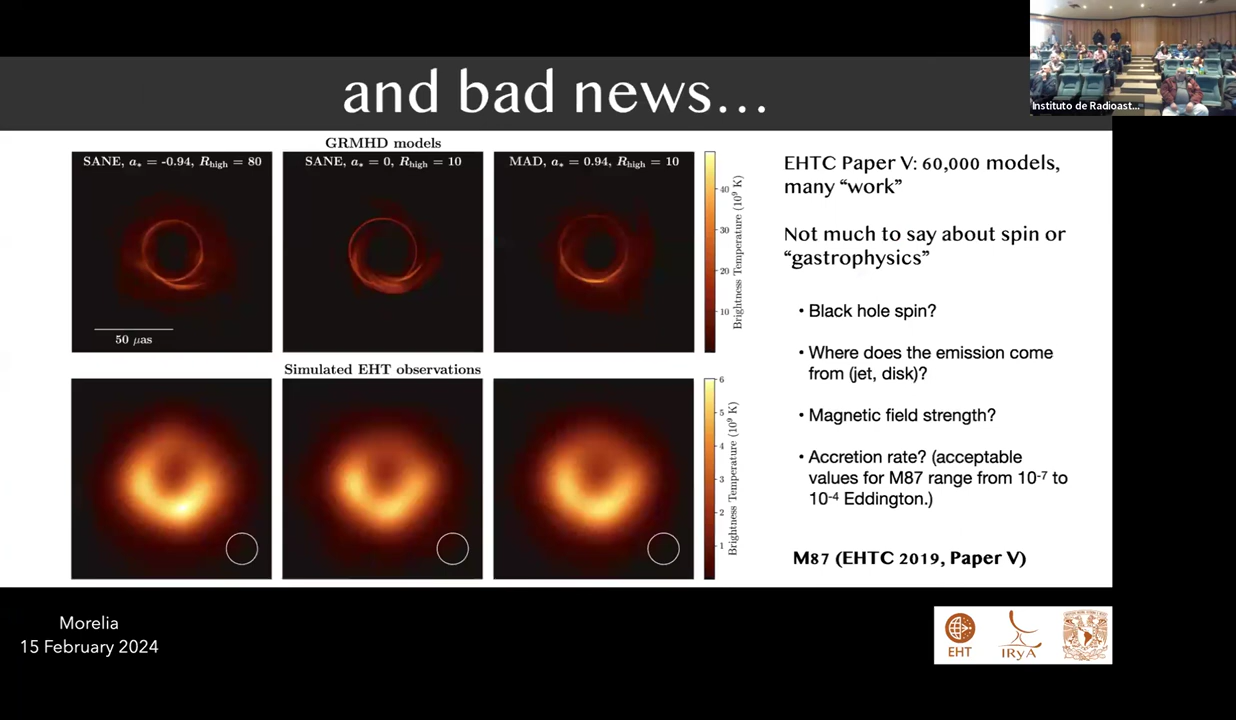 and bad news...
Instituto de Radioast...
GRMHD models
SANE, a* = -0.94, Rhigh = 80
SANE, a* = 0, Rhigh = 10
MAD, a* = 0.94, Rhigh = 10
50 μas
40
30
20
10
Brightness Temperature (10⁹ K)
Simulated EHT observations
6
5
4
3
2
1
Brightness Temperature (10⁹ K)
EHTC Paper V: 60,000 models,
many “work”
Not much to say about spin or
“gastrophysics”
• Black hole spin?
• Where does the emission come
from (jet, disk)?
• Magnetic field strength?
• Accretion rate? (acceptable
values for M87 range from 10⁻⁷ to
10⁻⁴ Eddington.)
M87 (EHTC 2019, Paper V)
Morelia
15 February 2024
EHT
IRyA